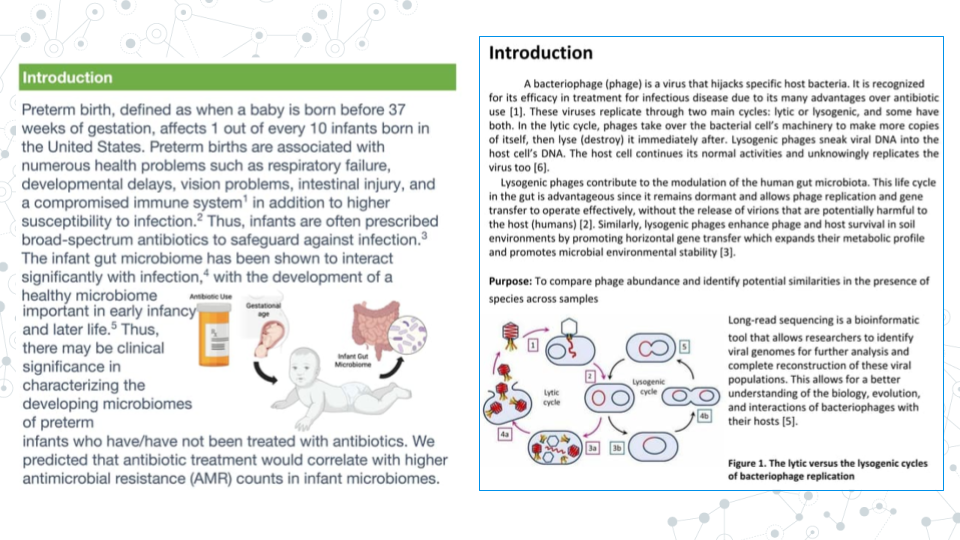 Introduction
Preterm birth, defined as when a baby is born before 37
weeks of gestation, affects 1 out of every 10 infants born in
the United States. Preterm births are associated with
numerous health problems such as respiratory failure,
developmental delays, vision problems, intestinal injury, and
a compromised immune system¹ in addition to higher
susceptibility to infection.² Thus, infants are often prescribed
broad-spectrum antibiotics to safeguard against infection.³
The infant gut microbiome has been shown to interact
significantly with infection,⁴ with the development of a
healthy microbiome
important in early infancy
and later life.⁵ Thus,
there may be clinical
significance in
characterizing the
developing microbiomes
of preterm
infants who have/have not been treated with antibiotics. We
predicted that antibiotic treatment would correlate with higher
antimicrobial resistance (AMR) counts in infant microbiomes.
Antibiotic Use
Gestational
age
Infant Gut
Microbiome
Introduction
A bacteriophage (phage) is a virus that hijacks specific host bacteria. It is recognized
for its efficacy in treatment for infectious disease due to its many advantages over antibiotic
use [1]. These viruses replicate through two main cycles: lytic or lysogenic, and some have
both. In the lytic cycle, phages take over the bacterial cell's machinery to make more copies
of itself, then lyse (destroy) it immediately after. Lysogenic phages sneak viral DNA into the
host cell's DNA. The host cell continues its normal activities and unknowingly replicates the
virus too [6].
Lysogenic phages contribute to the modulation of the human gut microbiota. This life cycle
in the gut is advantageous since it remains dormant and allows phage replication and gene
transfer to operate effectively, without the release of virions that are potentially harmful to
the host (humans) [2]. Similarly, lysogenic phages enhance phage and host survival in soil
environments by promoting horizontal gene transfer which expands their metabolic profile
and promotes microbial environmental stability [3].
Purpose: To compare phage abundance and identify potential similarities in the presence of
species across samples
1
2
5
Lytic
cycle
Lysogenic
cycle
4a
3a
3b
4b
Long-read sequencing is a bioinformatic
tool that allows researchers to identify
viral genomes for further analysis and
complete reconstruction of these viral
populations. This allows for a better
understanding of the biology, evolution,
and interactions of bacteriophages with
their hosts [5].
Figure 1. The lytic versus the lysogenic cycles
of bacteriophage replication